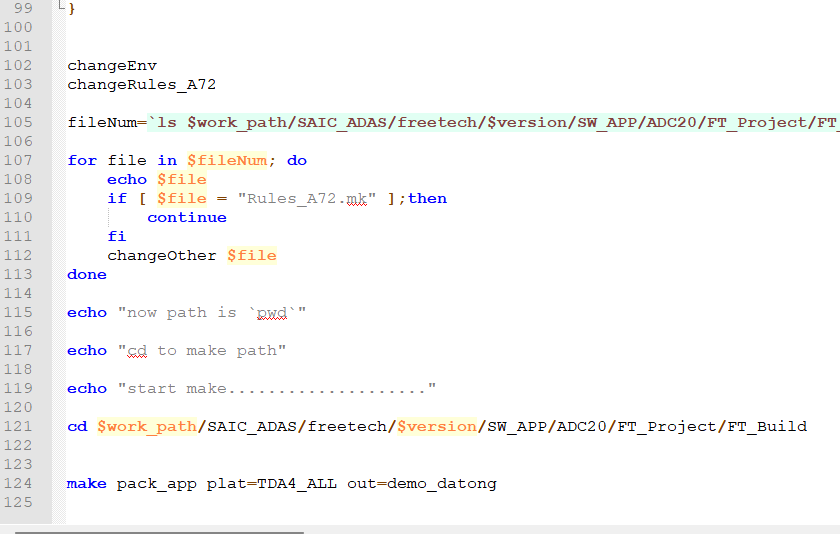 99 }
100
101
102 changeEnv
103 changeRules_A72
104
105 fileNum=`ls $work_path/SAIC_ADAS/freetech/$version/SW_APP/ADC20/FT_Project/FT_
106
107 for file in $fileNum; do
108     echo $file
109     if [ $file = "Rules_A72.mk" ];then
110         continue
111     fi
112     changeOther $file
113 done
114
115 echo "now path is `pwd`"
116
117 echo "cd to make path"
118
119 echo "start make...................."
120
121 cd $work_path/SAIC_ADAS/freetech/$version/SW_APP/ADC20/FT_Project/FT_Build
122
123
124 make pack_app plat=TDA4_ALL out=demo_datong
125